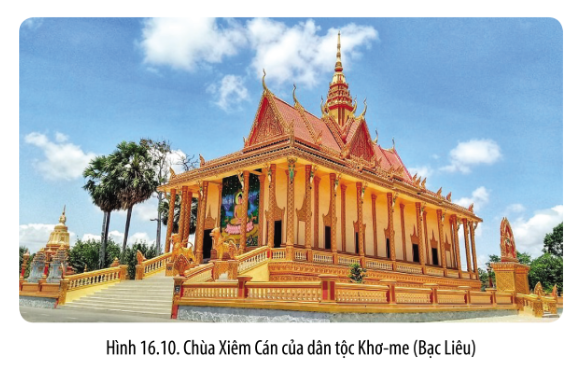 Hình 16.10. Chùa Xiêm Cán của dân tộc Khơ-me (Bạc Liêu)